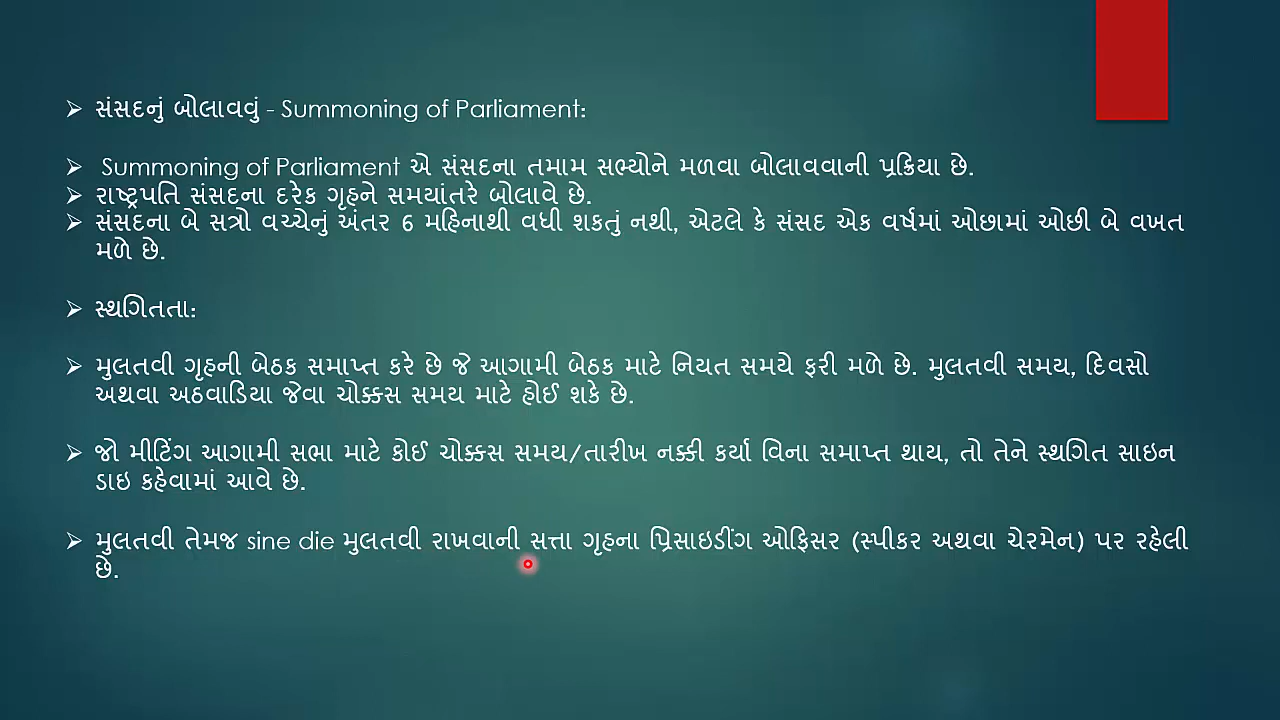 સંસદનું બોલાવવું - Summoning of Parliament:
Summoning of Parliament એ સંસદના તમામ સભ્યોને મળવા બોલાવવાની પ્રક્રિયા છે.
રાષ્ટ્રપતિ સંસદના દરેક ગૃહને સમયાંતરે બોલાવે છે.
સંસદના બે સત્રો વચ્ચેનું અંતર 6 મહિનાથી વધી શકતું નથી, એટલે કે સંસદ એક વર્ષમાં ઓછામાં ઓછી બે વખત
મળે છે.
સ્થગિતતા:
મુલતવી ગૃહની બેઠક સમાપ્ત કરે છે જે આગામી બેઠક માટે નિયત સમયે ફરી મળે છે. મુલતવી સમય, દિવસો
અથવા અઠવાડિયા જેવા ચોક્કસ સમય માટે હોઈ શકે છે.
જો મીટિંગ આગામી સભા માટે કોઈ ચોક્કસ સમય/તારીખ નક્કી કર્યા વિના સમાપ્ત થાય, તો તેને સ્થગિત સાઇન
ડાઇ કહેવામાં આવે છે.
મુલતવી તેમજ sine die મુલતવી રાખવાની સત્તા ગૃહના પ્રિસાઇડીંગ ઓફિસર (સ્પીકર અથવા ચેરમેન) પર રહેલી
છે.